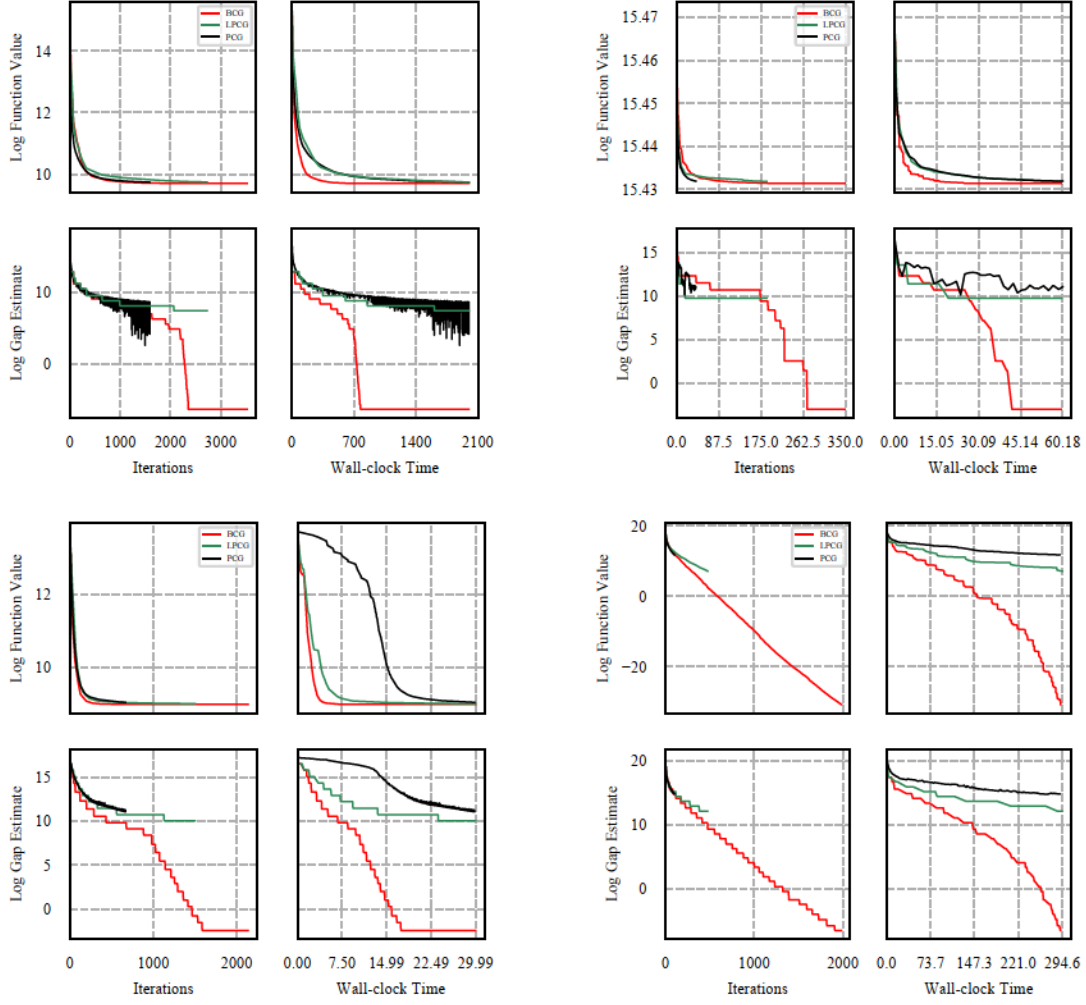 BCG
LPCG
PCG
Log Function Value
14
12
10
Log Gap Estimate
10
0
0
1000
2000
3000
Iterations
0
700
1400
2100
Wall-clock Time
BCG
LPCG
PCG
Log Function Value
15.47
15.46
15.45
15.44
15.43
Log Gap Estimate
15
10
5
0
0.0
87.5
175.0
262.5
350.0
Iterations
0.00
15.05
30.09
45.14
60.18
Wall-clock Time
BCG
LPCG
PCG
Log Function Value
12
10
Log Gap Estimate
15
10
5
0
0
1000
2000
Iterations
0.00
7.50
14.99
22.49
29.99
Wall-clock Time
BCG
LPCG
PCG
Log Function Value
20
0
−20
Log Gap Estimate
20
10
0
0
1000
2000
Iterations
0.0
73.7
147.3
221.0
294.6
Wall-clock Time